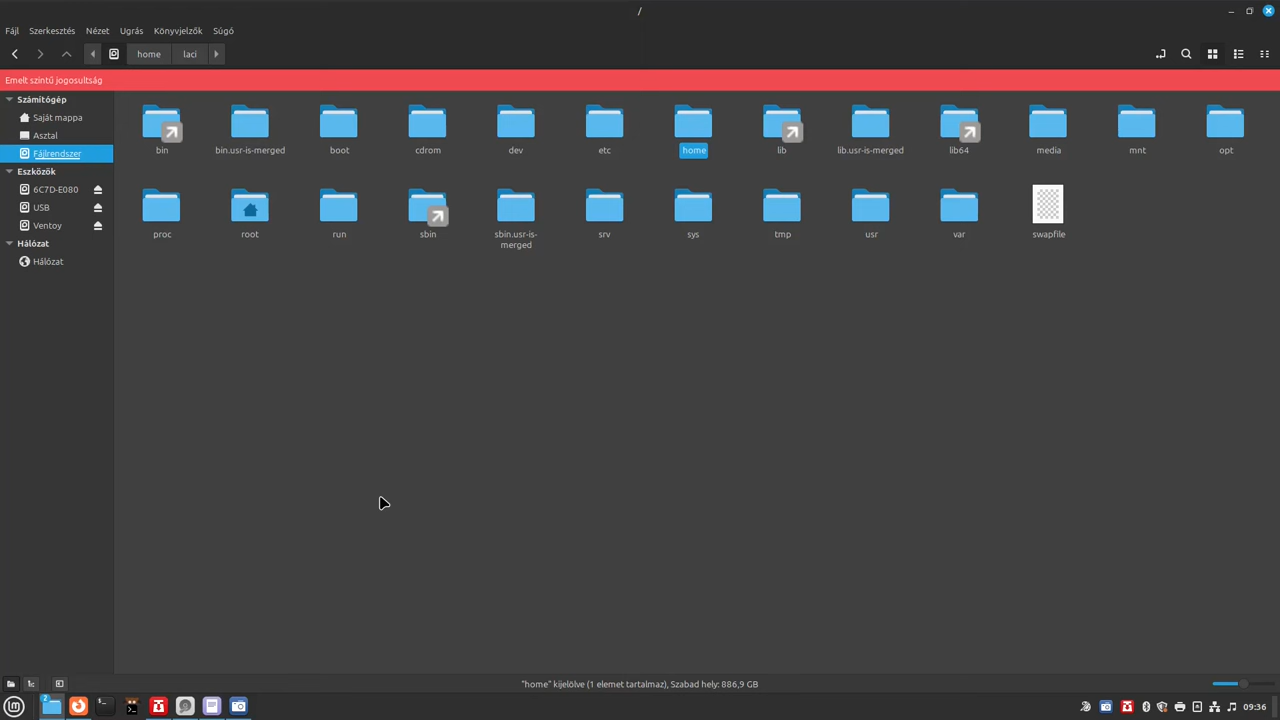 /
Fájl Szerkesztés Nézet Ugrás Könyvjelzők Súgó
home laci
Emelt szintű jogosultság
Számítógép
Saját mappa
Asztal
Fájlrendszer
Eszközök
6C7D-E080
USB
Ventoy
Hálózat
Hálózat
bin bin.usr-is-merged boot cdrom dev etc home lib lib.usr-is-merged lib64 media mnt opt
proc root run sbin sbin.usr-is-merged srv sys tmp usr var swapfile
"home" kijelölve (1 elemet tartalmaz), Szabad hely: 886,9 GB
2
09:36